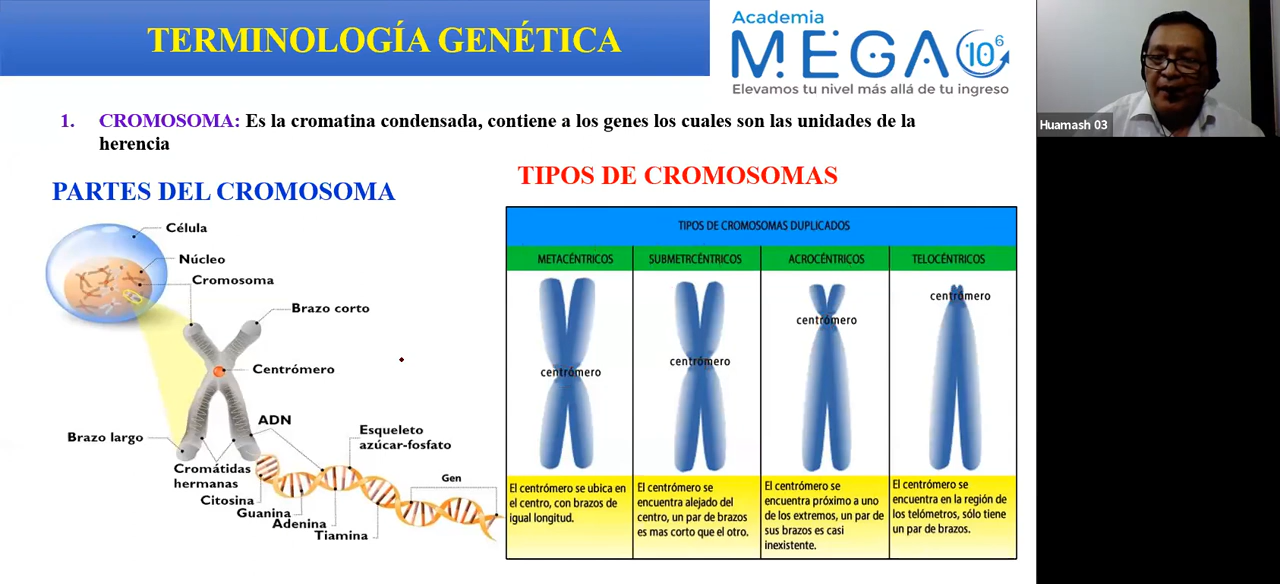 TERMINOLOGÍA GENÉTICA
Academia
MEGA 10⁶
Elevamos tu nivel más allá de tu ingreso
Huamash 03
1. CROMOSOMA: Es la cromatina condensada, contiene a los genes los cuales son las unidades de la
herencia
PARTES DEL CROMOSOMA
Célula
Núcleo
Cromosoma
Brazo corto
Centrómero
ADN
Esqueleto
azúcar-fosfato
Brazo largo
Cromátidas
hermanas
Gen
Citosina
Guanina
Adenina
Tiamina
TIPOS DE CROMOSOMAS
TIPOS DE CROMOSOMAS DUPLICADOS
METACÉNTRICOS
SUBMETRCÉNTRICOS
ACROCÉNTRICOS
TELOCÉNTRICOS
centrómero
centrómero
centrómero
centrómero
El centrómero se ubica en
el centro, con brazos de
igual longitud.
El centrómero se
encuentra alejado del
centro, un par de brazos
es mas corto que el otro.
El centrómero se
encuentra próximo a uno
de los extremos, un par de
sus brazos es casi
inexistente.
El centrómero se
encuentra en la región de
los telómetros, sólo tiene
un par de brazos.